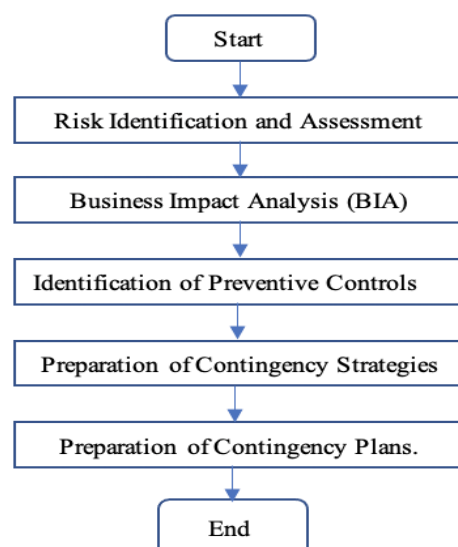 Start
Risk Identification and Assessment
Business Impact Analysis (BIA)
Identification of Preventive Controls
Preparation of Contingency Strategies
Preparation of Contingency Plans.
End